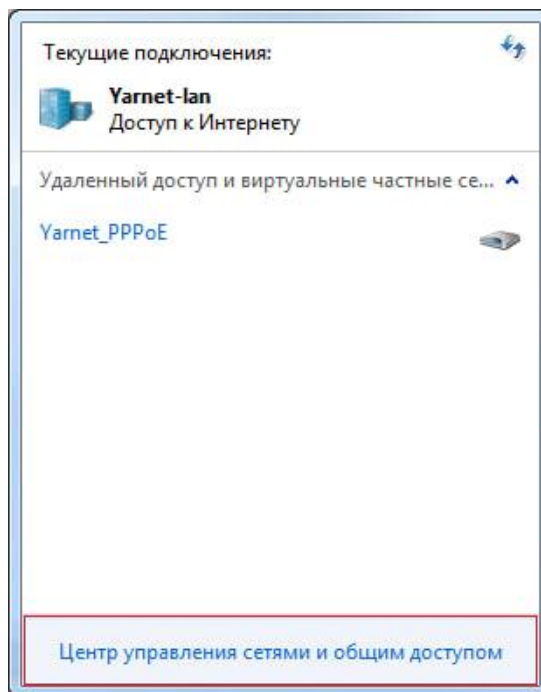 Текущие подключения:
Yarnet-lan
Доступ к Интернету
Удаленный доступ и виртуальные частные се...
Yarnet_PPPoE
Центр управления сетями и общим доступом